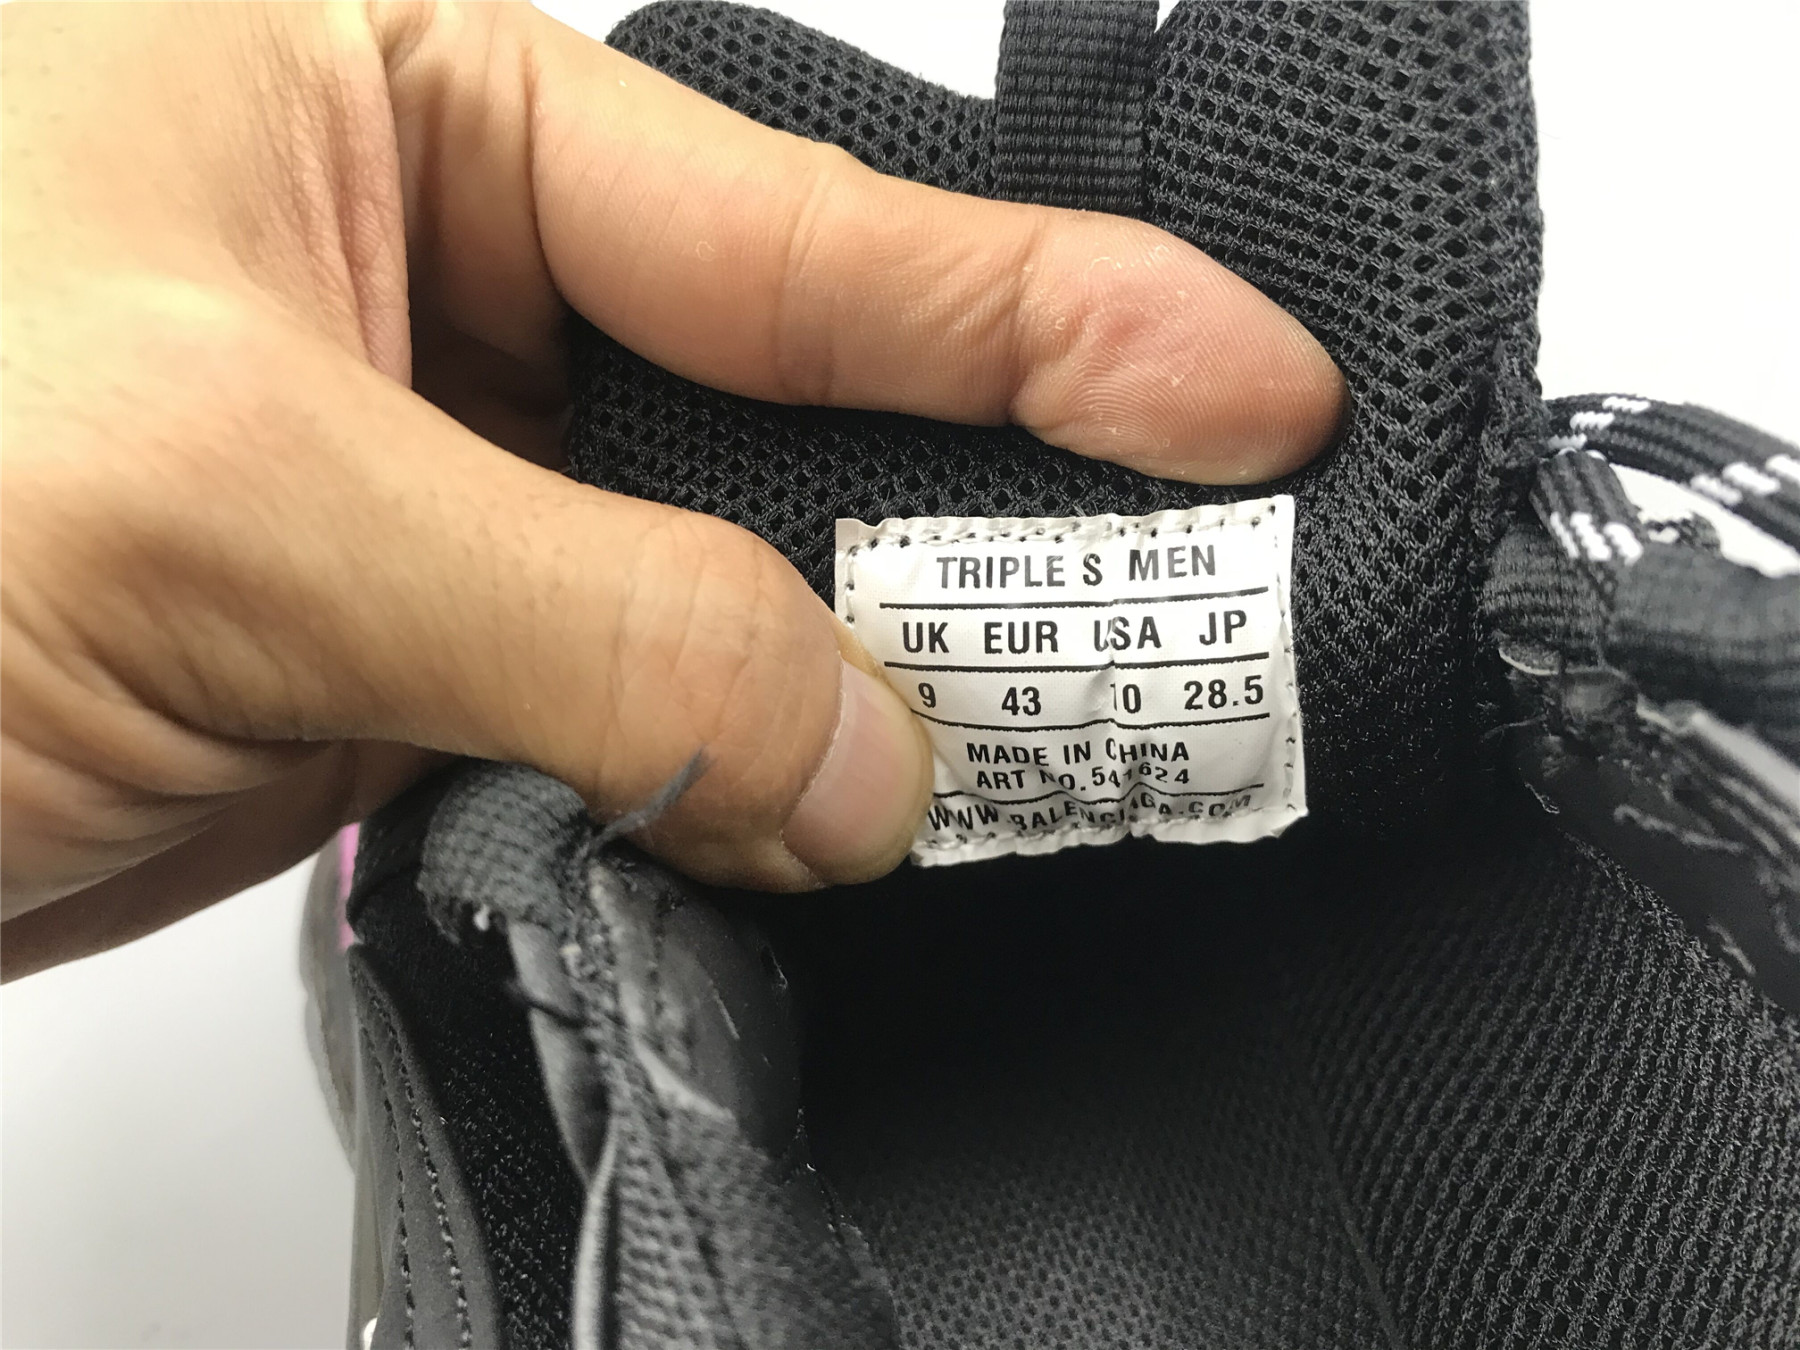 TRIPLE S MEN
UK EUR USA JP
9 43 10 28.5
MADE IN CHINA
ART NO. 541624
WWW.BALENCIAGA.COM